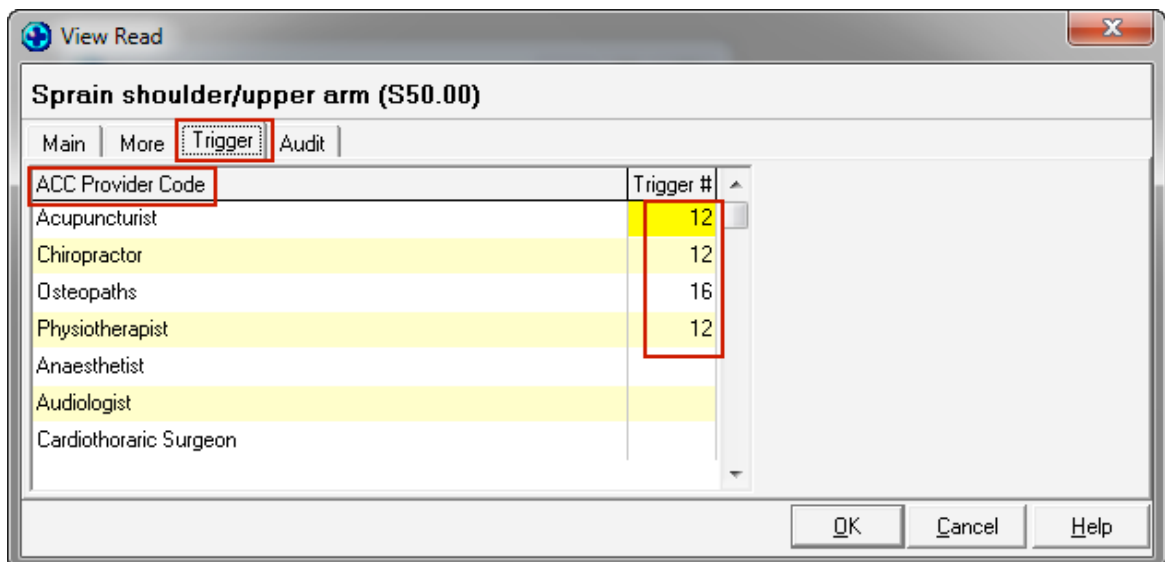 View Read
Sprain shoulder/upper arm (S50.00)
Main More Trigger Audit
ACC Provider Code Trigger #
Acupuncturist 12
Chiropractor 12
Osteopaths 16
Physiotherapist 12
Anaesthetist
Audiologist
Cardiothoraric Surgeon
OK Cancel Help